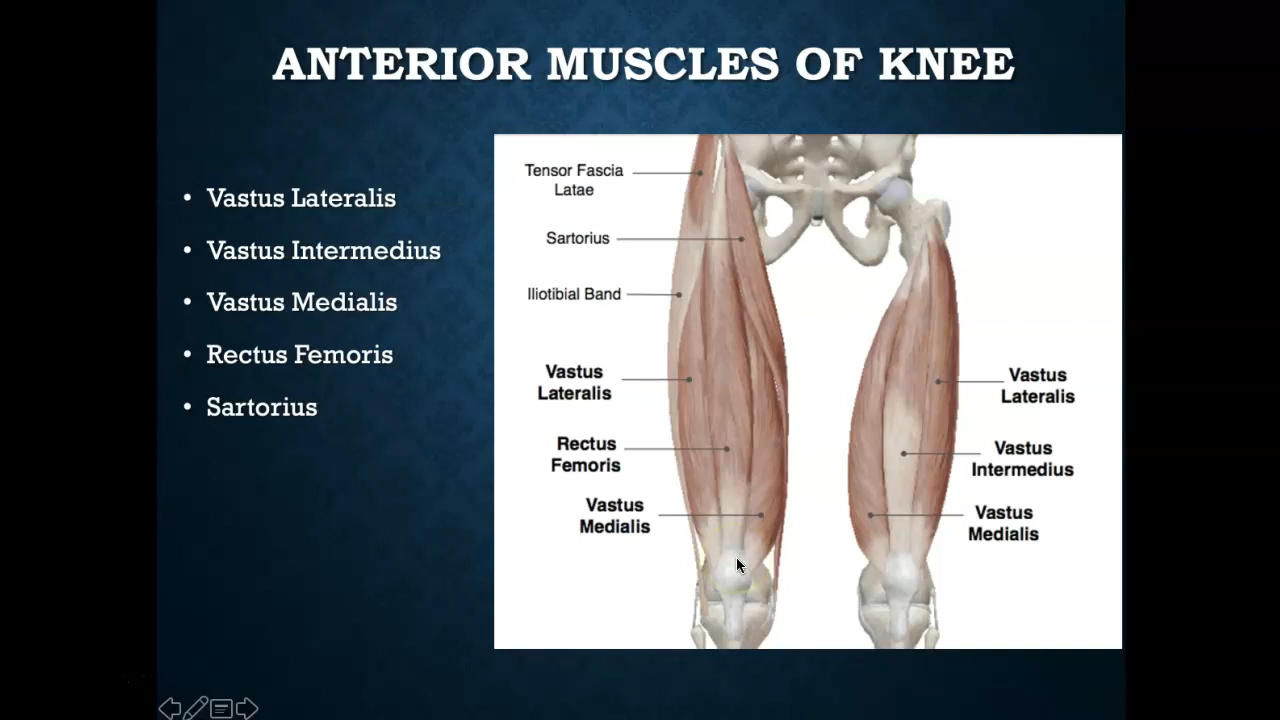 ANTERIOR MUSCLES OF KNEE
• Vastus Lateralis
• Vastus Intermedius
• Vastus Medialis
• Rectus Femoris
• Sartorius
Tensor Fascia
Latae
Sartorius
Iliotibial Band
Vastus
Lateralis
Rectus
Femoris
Vastus
Medialis
Vastus
Lateralis
Vastus
Intermedius
Vastus
Medialis